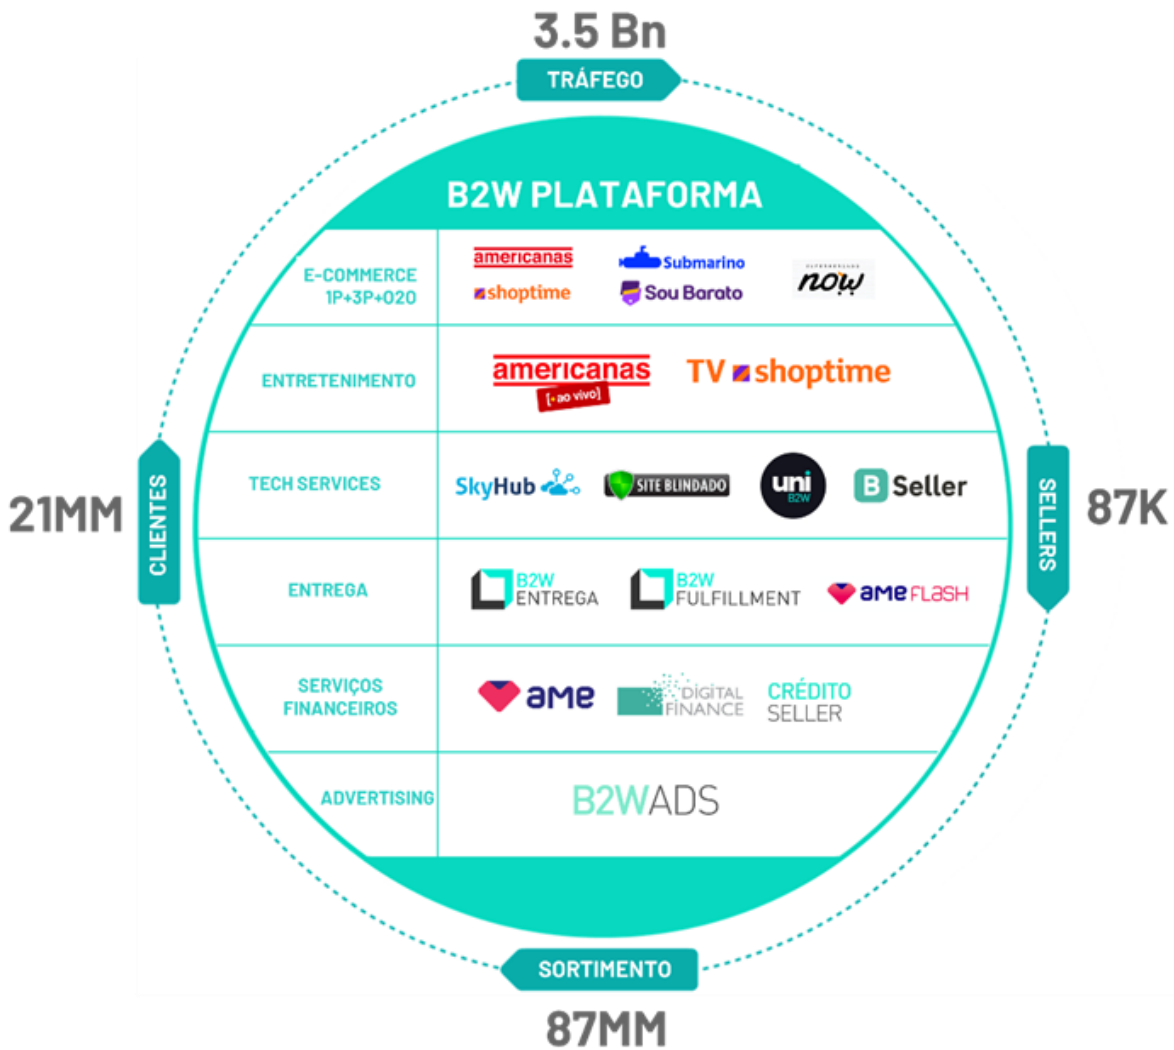 3.5 Bn
TRÁFEGO
B2W PLATAFORMA
E-COMMERCE
1P+3P+O2O
americanas
Submarino
shoptime
Sou Barato
now
ENTRETENIMENTO
americanas
[+ao vivo]
TV shoptime
CLIENTES
21MM
TECH SERVICES
SkyHub
SITE BLINDADO
uni
B2W
B Seller
SELLERS
87K
ENTREGA
B2W
ENTREGA
B2W
FULFILLMENT
ame FLASH
SERVIÇOS
FINANCEIROS
ame
DIGITAL
FINANCE
CRÉDITO
SELLER
ADVERTISING
B2WADS
SORTIMENTO
87MM